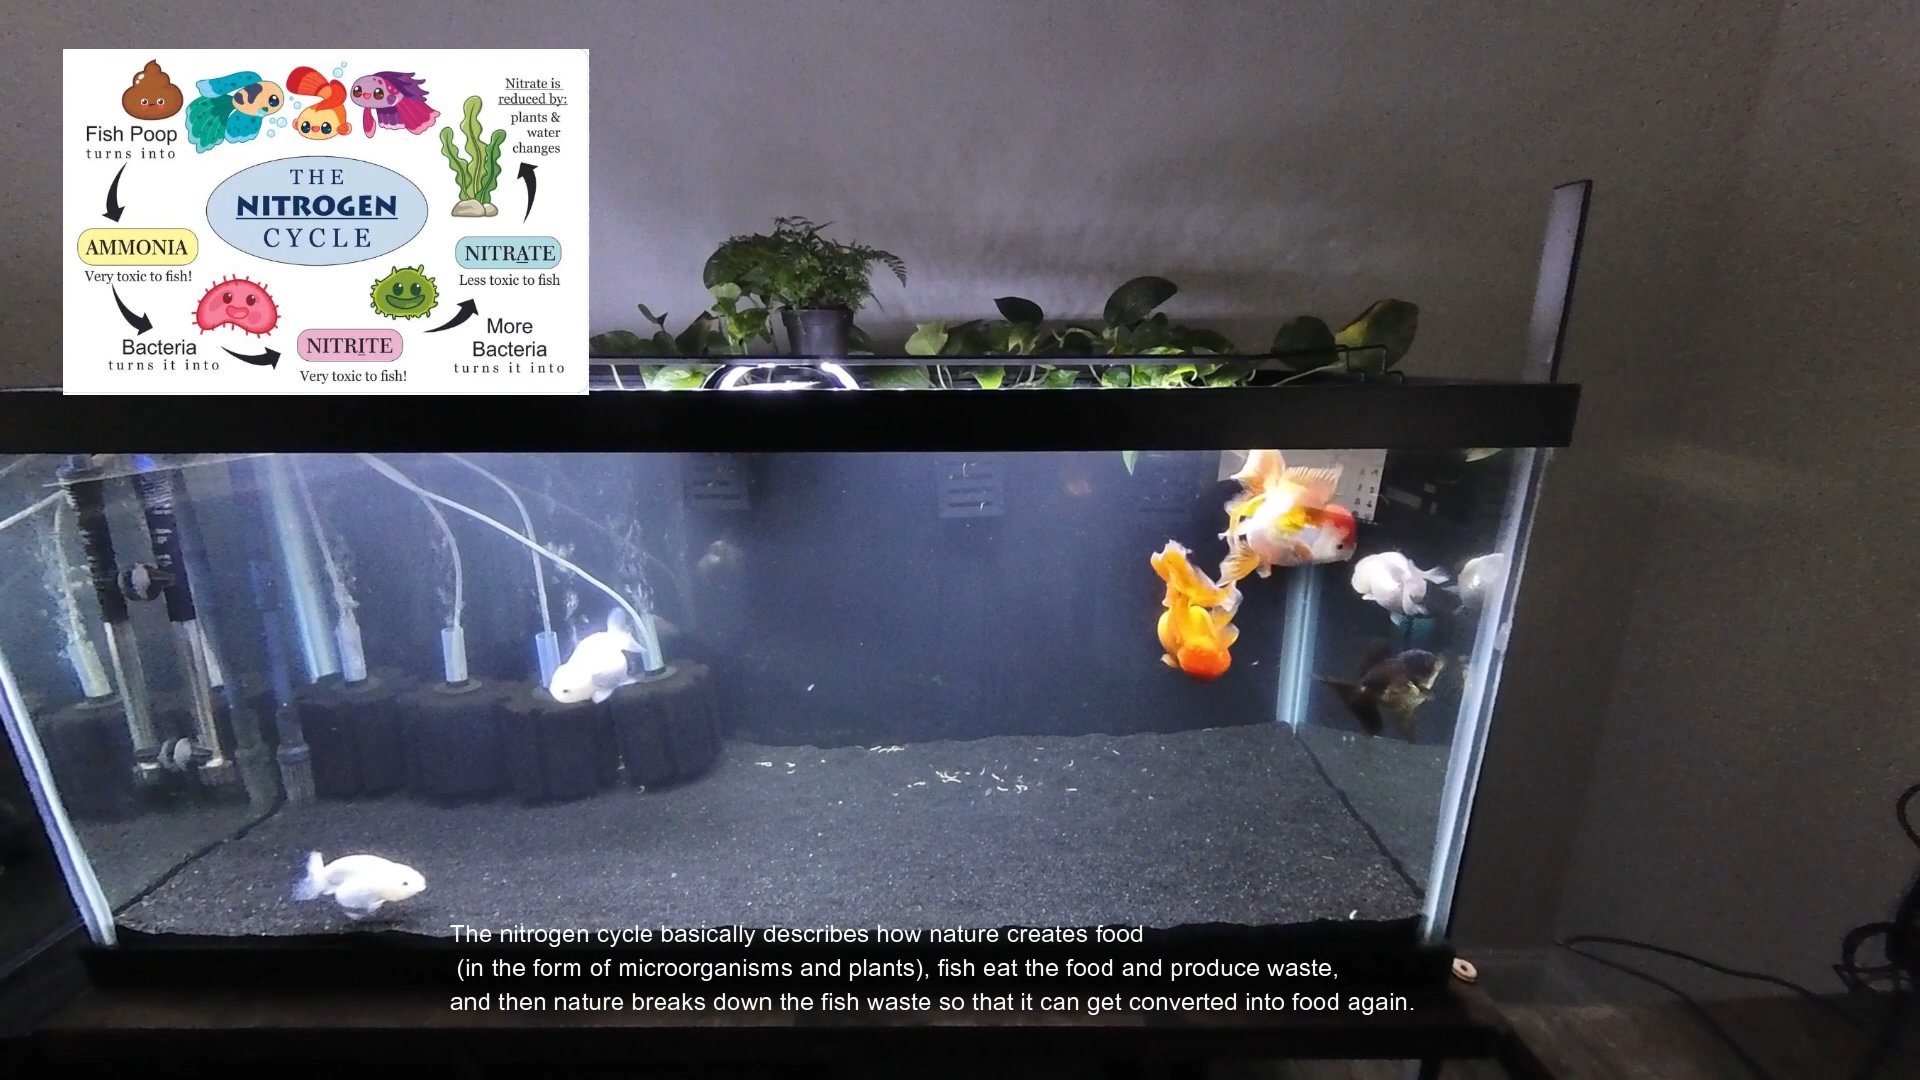 Fish Poop
turns into
AMMONIA
Very toxic to fish!
Bacteria
turns it into
THE
NITROGEN
CYCLE
NITRITE
Very toxic to fish!
More
Bacteria
turns it into
NITRATE
Less toxic to fish
Nitrate is
reduced by:
plants &
water
changes
The nitrogen cycle basically describes how nature creates food
(in the form of microorganisms and plants), fish eat the food and produce waste,
and then nature breaks down the fish waste so that it can get converted into food again.